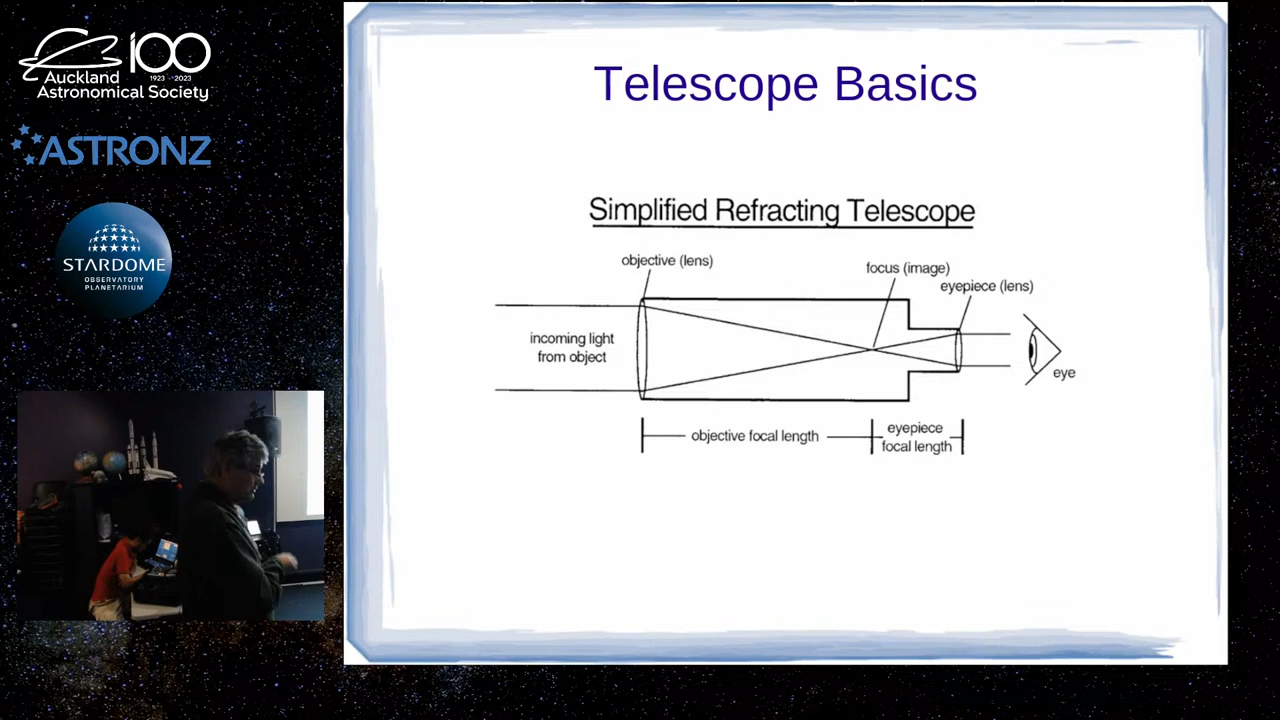 100
1923 - 2023
Auckland
Astronomical Society
ASTRONZ
STARDOME
OBSERVATORY
PLANETARIUM
Telescope Basics
Simplified Refracting Telescope
objective (lens)
focus (image)
eyepiece (lens)
incoming light
from object
eye
objective focal length
eyepiece
focal length